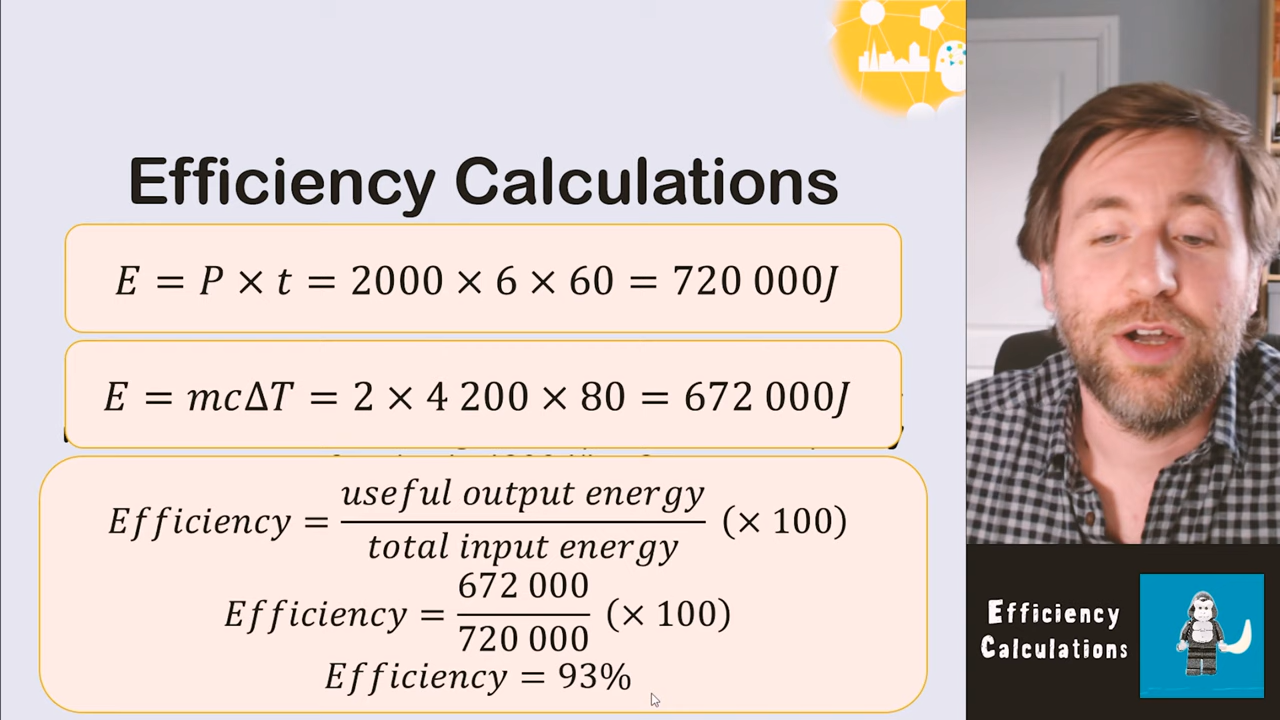 Efficiency Calculations
E = P × t = 2000 × 6 × 60 = 720 000J
E = mcΔT = 2 × 4 200 × 80 = 672 000J
Efficiency = useful output energy / total input energy (× 100)
Efficiency = 672 000 / 720 000 (× 100)
Efficiency = 93%
Efficiency
Calculations